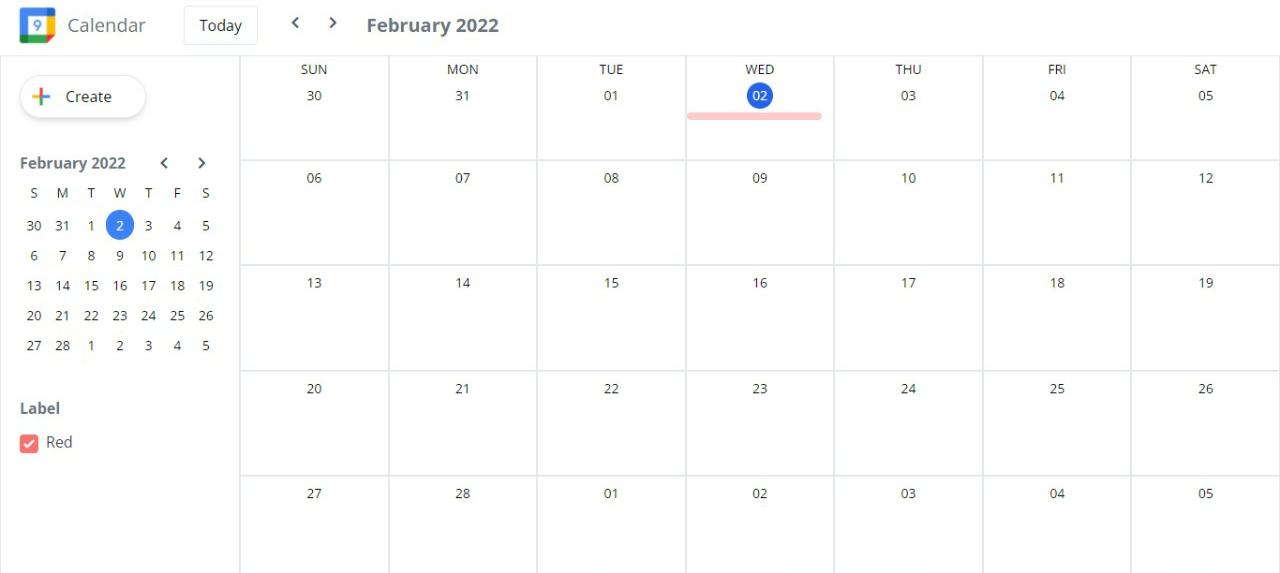 9 Calendar Today February 2022
Create
February 2022
S M T W T F S
30 31 1 2 3 4 5
6 7 8 9 10 11 12
13 14 15 16 17 18 19
20 21 22 23 24 25 26
27 28 1 2 3 4 5
Label
Red
SUN MON TUE WED THU FRI SAT
30 31 01 02 03 04 05
06 07 08 09 10 11 12
13 14 15 16 17 18 19
20 21 22 23 24 25 26
27 28 01 02 03 04 05